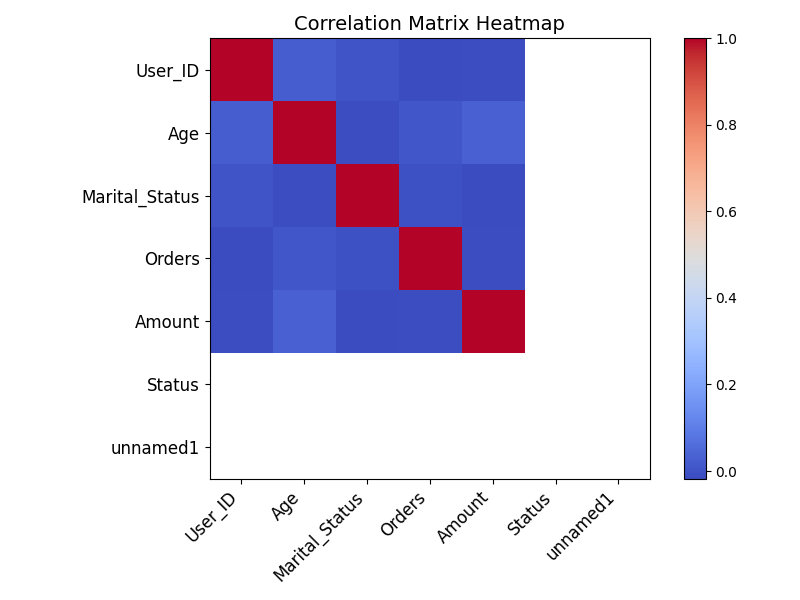 Correlation Matrix Heatmap
User_ID
Age
Marital_Status
Orders
Amount
Status
unnamed1
User_ID
Age
Marital_Status
Orders
Amount
Status
unnamed1
1.0
0.8
0.6
0.4
0.2
0.0